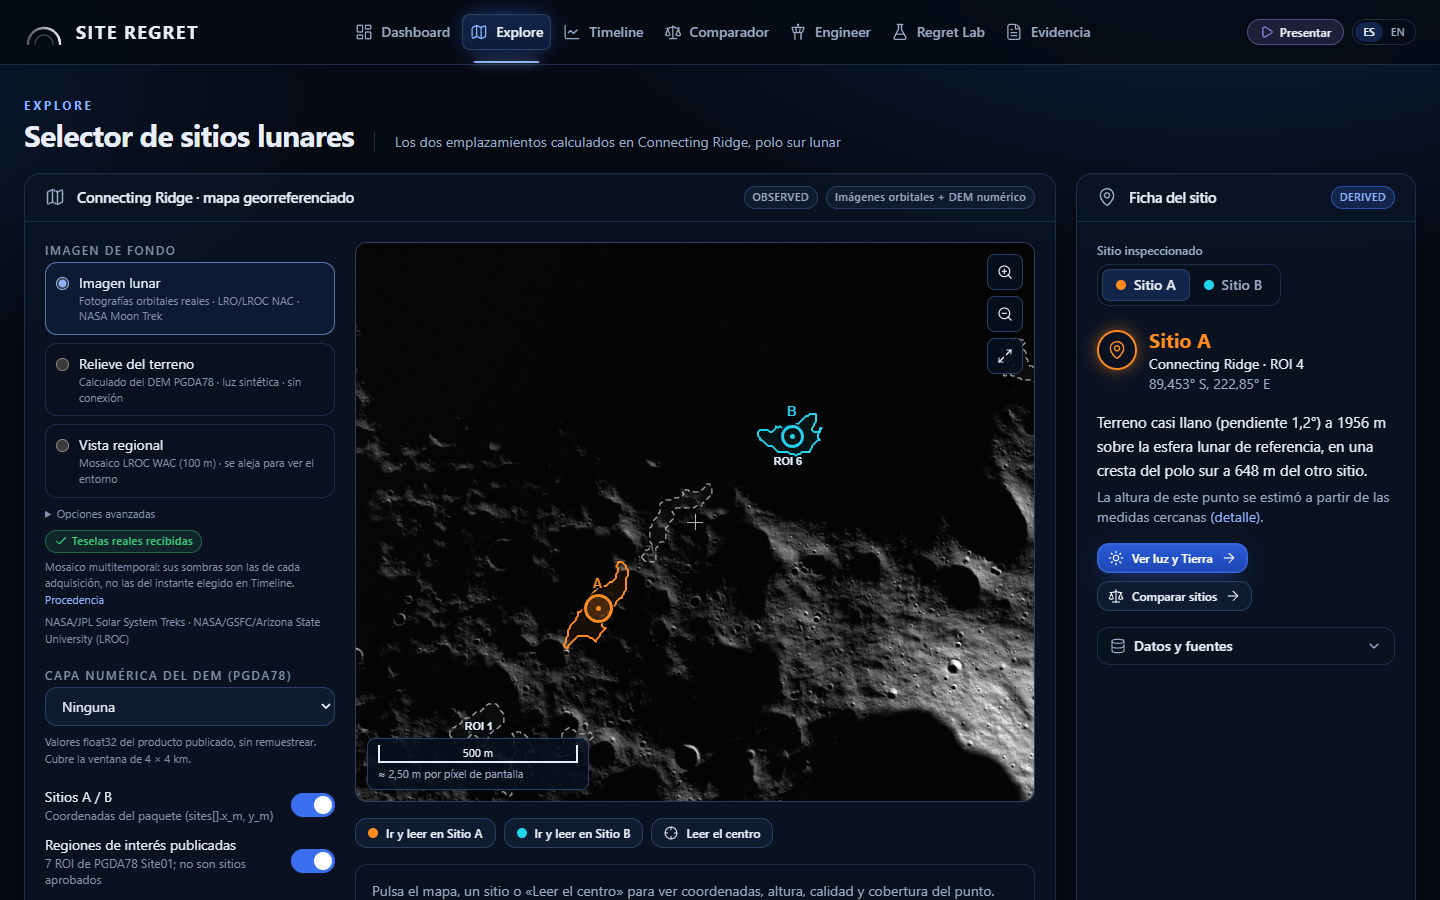 SITE REGRET
Dashboard
Explore
Timeline
Comparador
Engineer
Regret Lab
Evidencia
Presentar
ES
EN
EXPLORE
Selector de sitios lunares
Los dos emplazamientos calculados en Connecting Ridge, polo sur lunar
Connecting Ridge · mapa georreferenciado
OBSERVED
Imágenes orbitales + DEM numérico
IMAGEN DE FONDO
Imagen lunar
Fotografías orbitales reales · LRO/LROC NAC ·
NASA Moon Trek
Relieve del terreno
Calculado del DEM PGDA78 · luz sintética · sin
conexión
Vista regional
Mosaico LROC WAC (100 m) · se aleja para ver el
entorno
Opciones avanzadas
Teselas reales recibidas
Mosaico multitemporal: sus sombras son las de cada
adquisición, no las del instante elegido en Timeline.
Procedencia
NASA/JPL Solar System Treks · NASA/GSFC/Arizona State
University (LROC)
CAPA NUMÉRICA DEL DEM (PGDA78)
Ninguna
Valores float32 del producto publicado, sin remuestrear.
Cubre la ventana de 4 × 4 km.
Sitios A / B
Coordenadas del paquete (sites[].x_m, y_m)
Regiones de interés publicadas
7 ROI de PGDA78 Site01; no son sitios
aprobados
B
ROI 6
A
ROI 1
500 m
≈ 2,50 m por píxel de pantalla
Ir y leer en Sitio A
Ir y leer en Sitio B
Leer el centro
Pulsa el mapa, un sitio o «Leer el centro» para ver coordenadas, altura, calidad y cobertura del punto.
Ficha del sitio
DERIVED
Sitio inspeccionado
Sitio A
Sitio B
Sitio A
Connecting Ridge · ROI 4
89,453° S, 222,85° E
Terreno casi llano (pendiente 1,2°) a 1956 m
sobre la esfera lunar de referencia, en una
cresta del polo sur a 648 m del otro sitio.
La altura de este punto se estimó a partir de las
medidas cercanas (detalle).
Ver luz y Tierra
Comparar sitios
Datos y fuentes